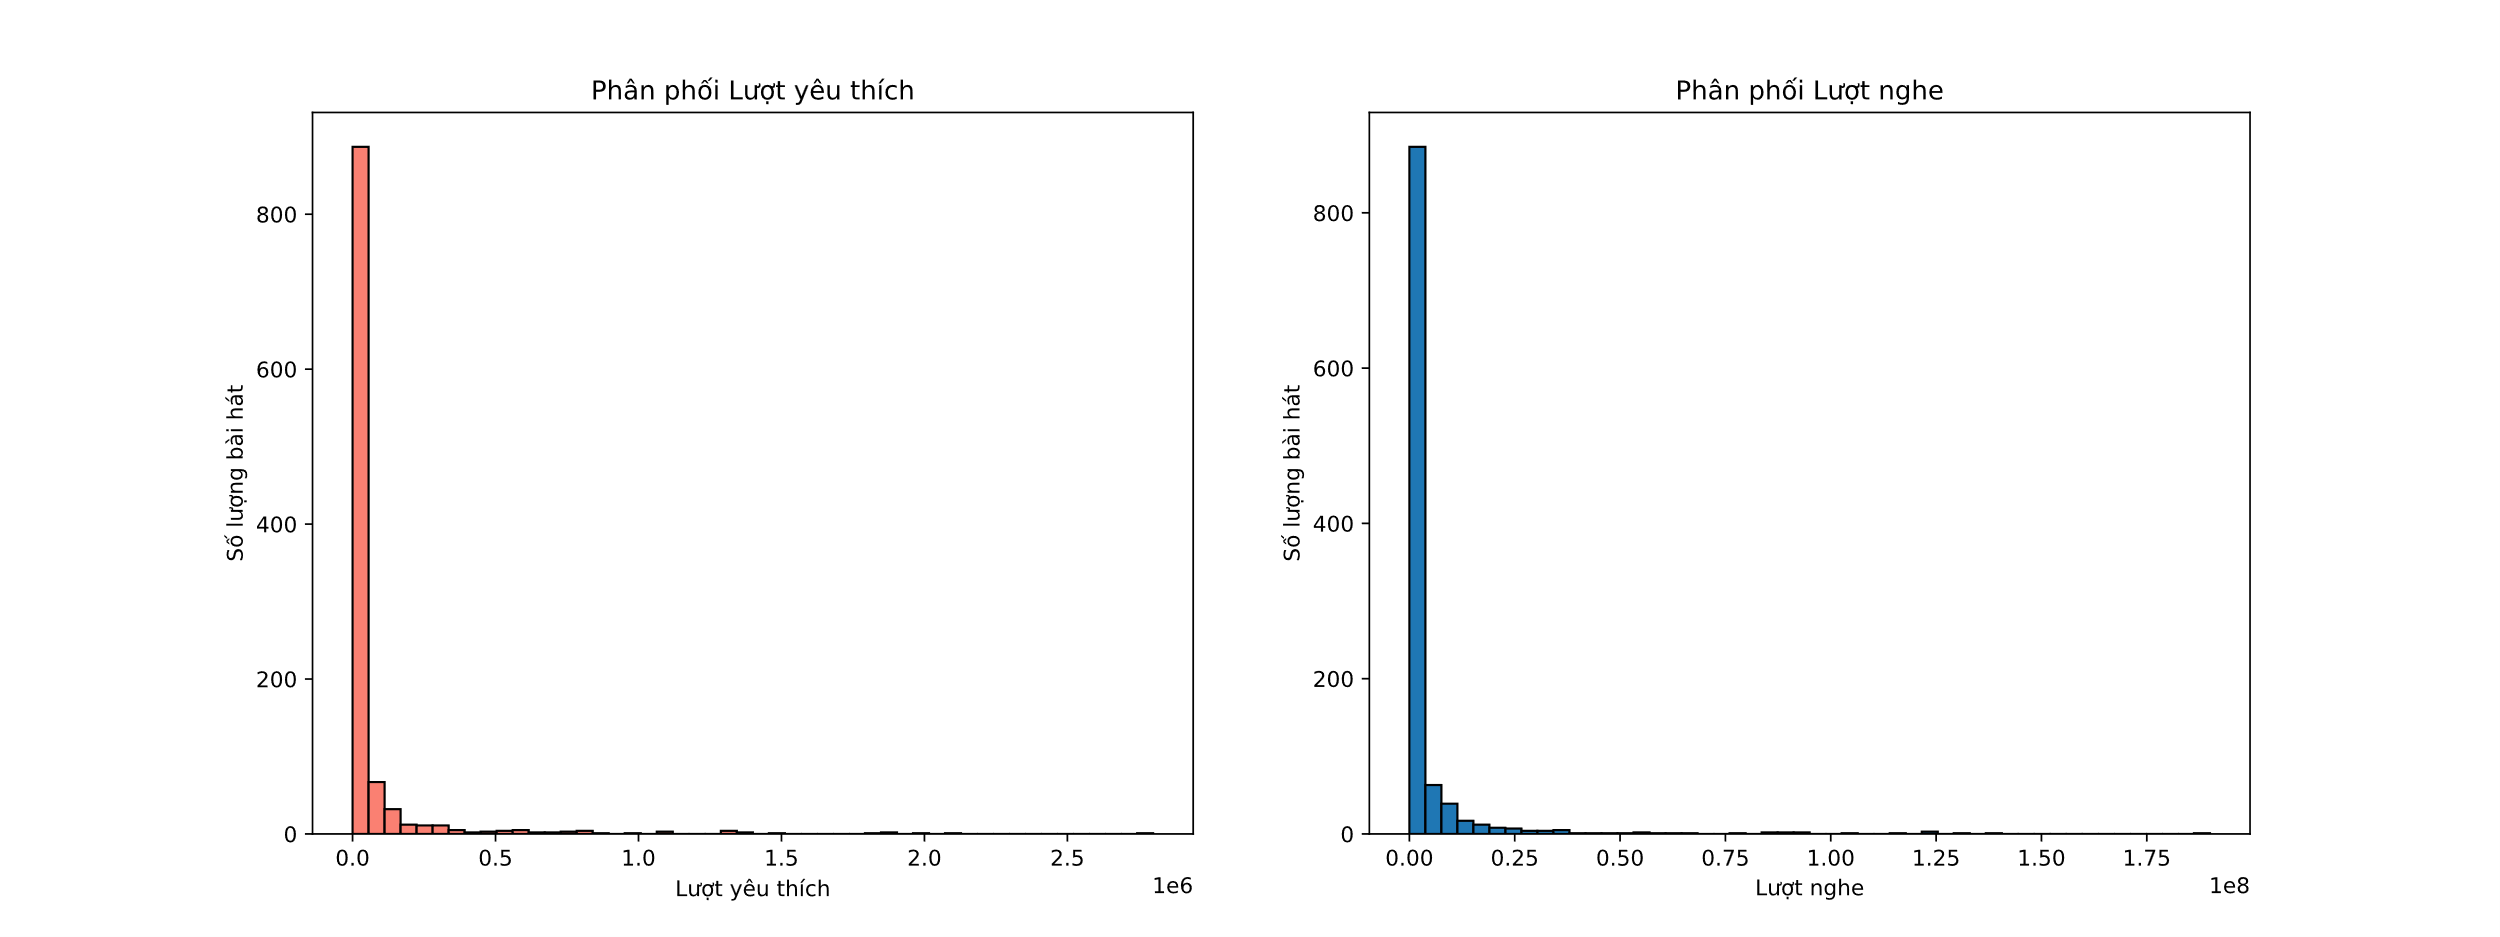 Phân phối Lượt yêu thích
Số lượng bài hát
800
600
400
200
0
0.0 0.5 1.0 1.5 2.0 2.5
Lượt yêu thích
1e6
Phân phối Lượt nghe
Số lượng bài hát
800
600
400
200
0
0.00 0.25 0.50 0.75 1.00 1.25 1.50 1.75
Lượt nghe
1e8